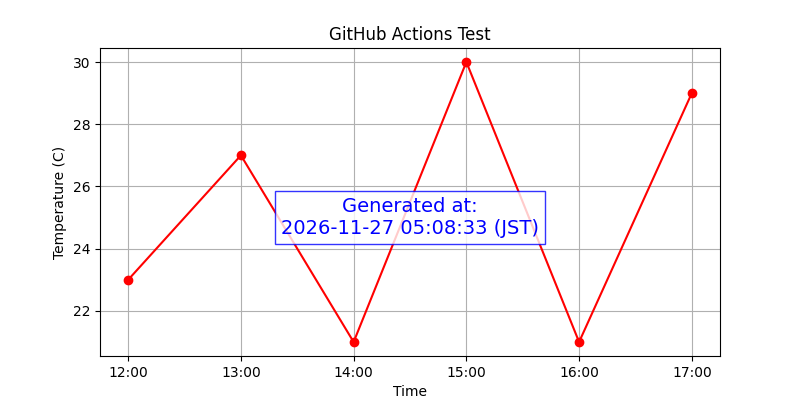 GitHub Actions Test
Temperature (C)
30
28
26
24
22
Generated at:
2026-11-27 05:08:33 (JST)
12:00 13:00 14:00 15:00 16:00 17:00
Time